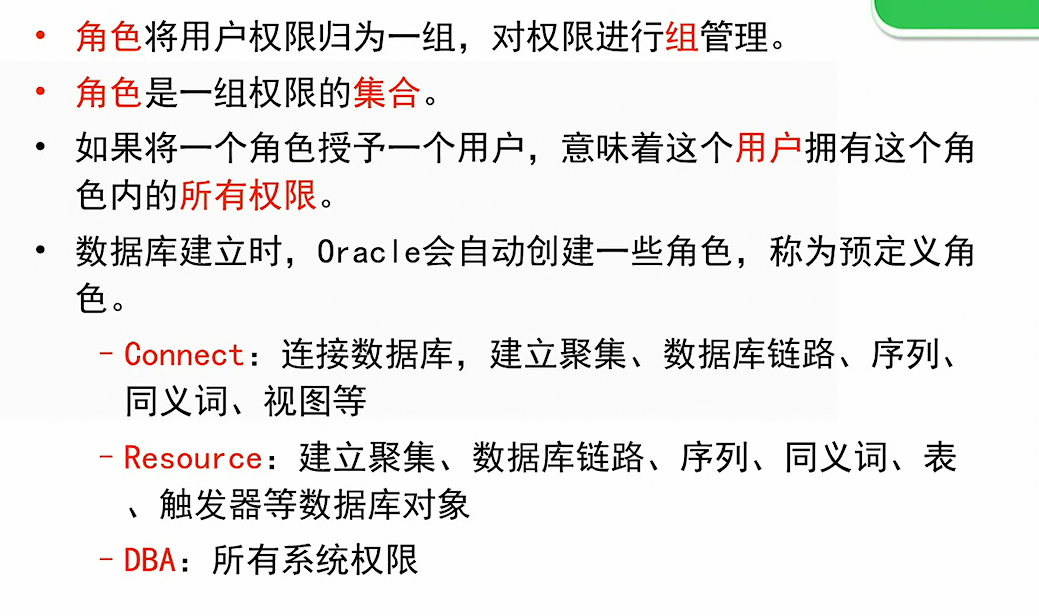 • 角色将用户权限归为一组，对权限进行组管理。
• 角色是一组权限的集合。
• 如果将一个角色授予一个用户，意味着这个用户拥有这个角
色内的所有权限。
• 数据库建立时，Oracle会自动创建一些角色，称为预定义角
色。
－Connect：连接数据库，建立聚集、数据库链路、序列、
同义词、视图等
－Resource：建立聚集、数据库链路、序列、同义词、表
、触发器等数据库对象
－DBA：所有系统权限